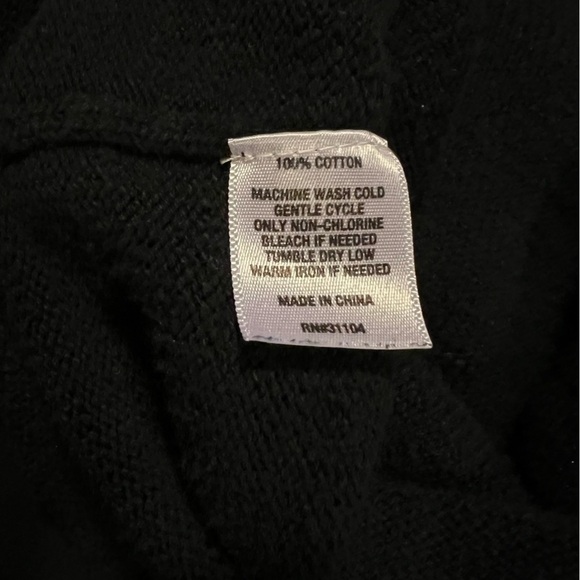 100% COTTON
MACHINE WASH COLD
GENTLE CYCLE
ONLY NON-CHLORINE
BLEACH IF NEEDED
TUMBLE DRY LOW
WARM IRON IF NEEDED
MADE IN CHINA
RN#31104